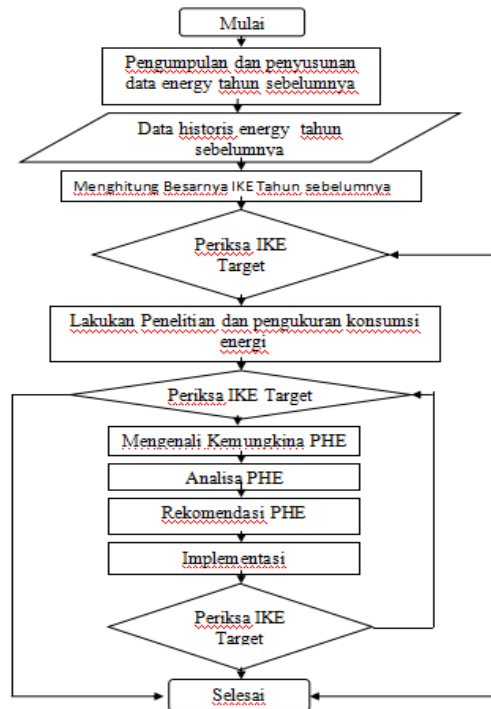 Mulai
Pengumpulan dan penyusunan
data energy tahun sebelumnya
Data historis energy tahun
sebelumnya
Menghitung Besarnya IKE Tahun sebelumnya
Periksa IKE
Target
Lakukan Penelitian dan pengukuran konsumsi
energi
Periksa IKE Target
Mengenali Kemungkina PHE
Analisa PHE
Rekomendasi PHE
Implementasi
Periksa IKE
Target
Selesai